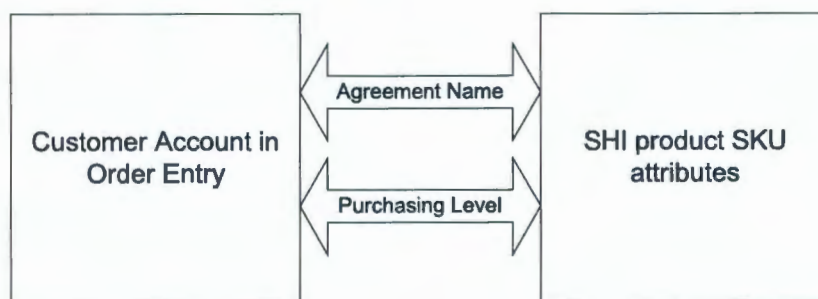 Customer Account in
Order Entry
Agreement Name
Purchasing Level
SHI product SKU
attributes